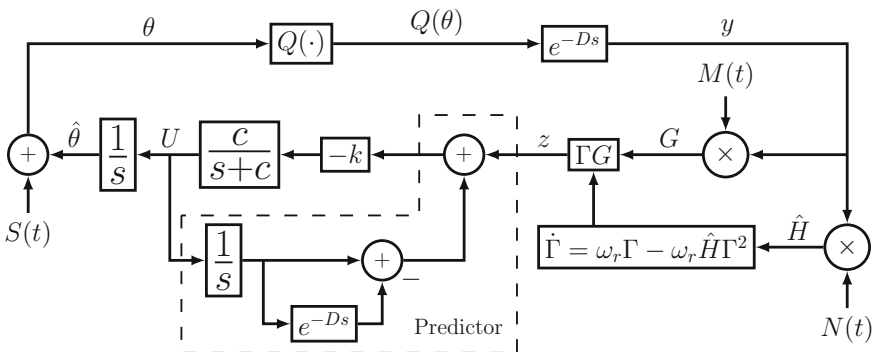 θ
Q(·)
Q(θ)
e^{-Ds}
y
M(t)
+
θ̂
1/s
U
c/(s+c)
-k
+
z
ΓG
G
×
S(t)
1/s
+
−
e^{-Ds}
Predictor
Γ̇ = ω_rΓ − ω_rĤΓ²
Ĥ
×
N(t)